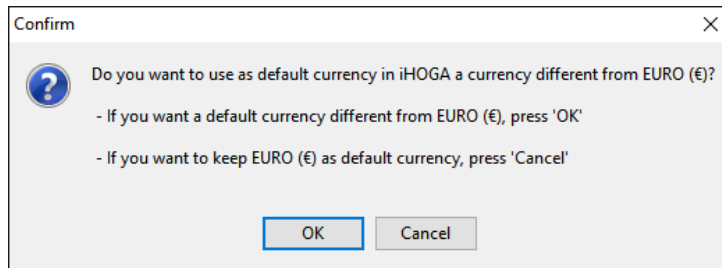 Confirm
Do you want to use as default currency in iHOGA a currency different from EURO (€)?
- If you want a default currency different from EURO (€), press 'OK'
- If you want to keep EURO (€) as default currency, press 'Cancel'
OK
Cancel